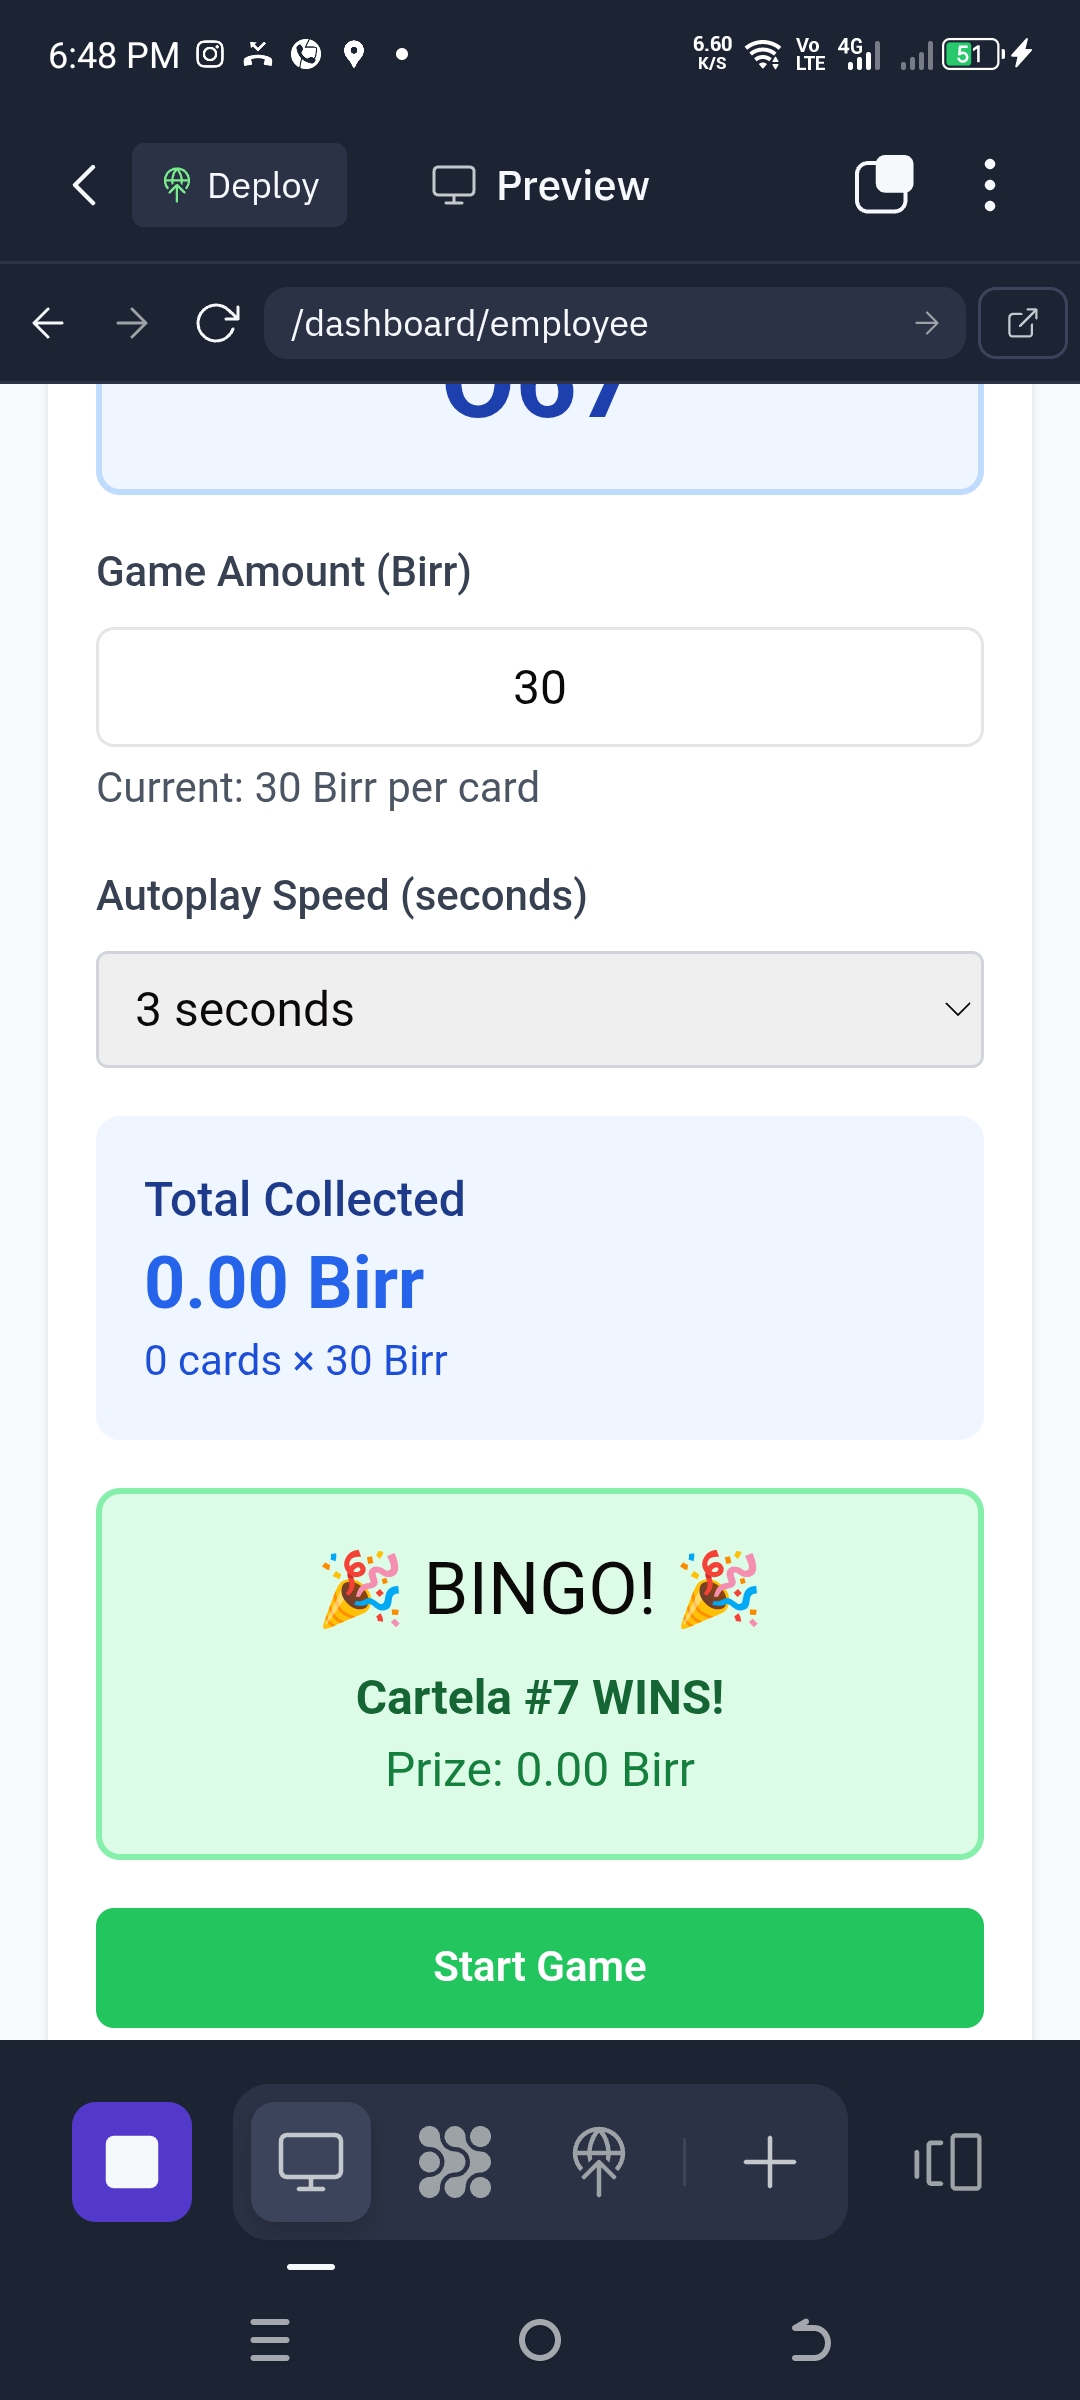 6:48 PM
6.60 K/S
Vo LTE
4G
51
Deploy
Preview
/dashboard/employee
O67
Game Amount (Birr)
30
Current: 30 Birr per card
Autoplay Speed (seconds)
3 seconds
Total Collected
0.00 Birr
0 cards × 30 Birr
🎉 BINGO! 🎉
Cartela #7 WINS!
Prize: 0.00 Birr
Start Game